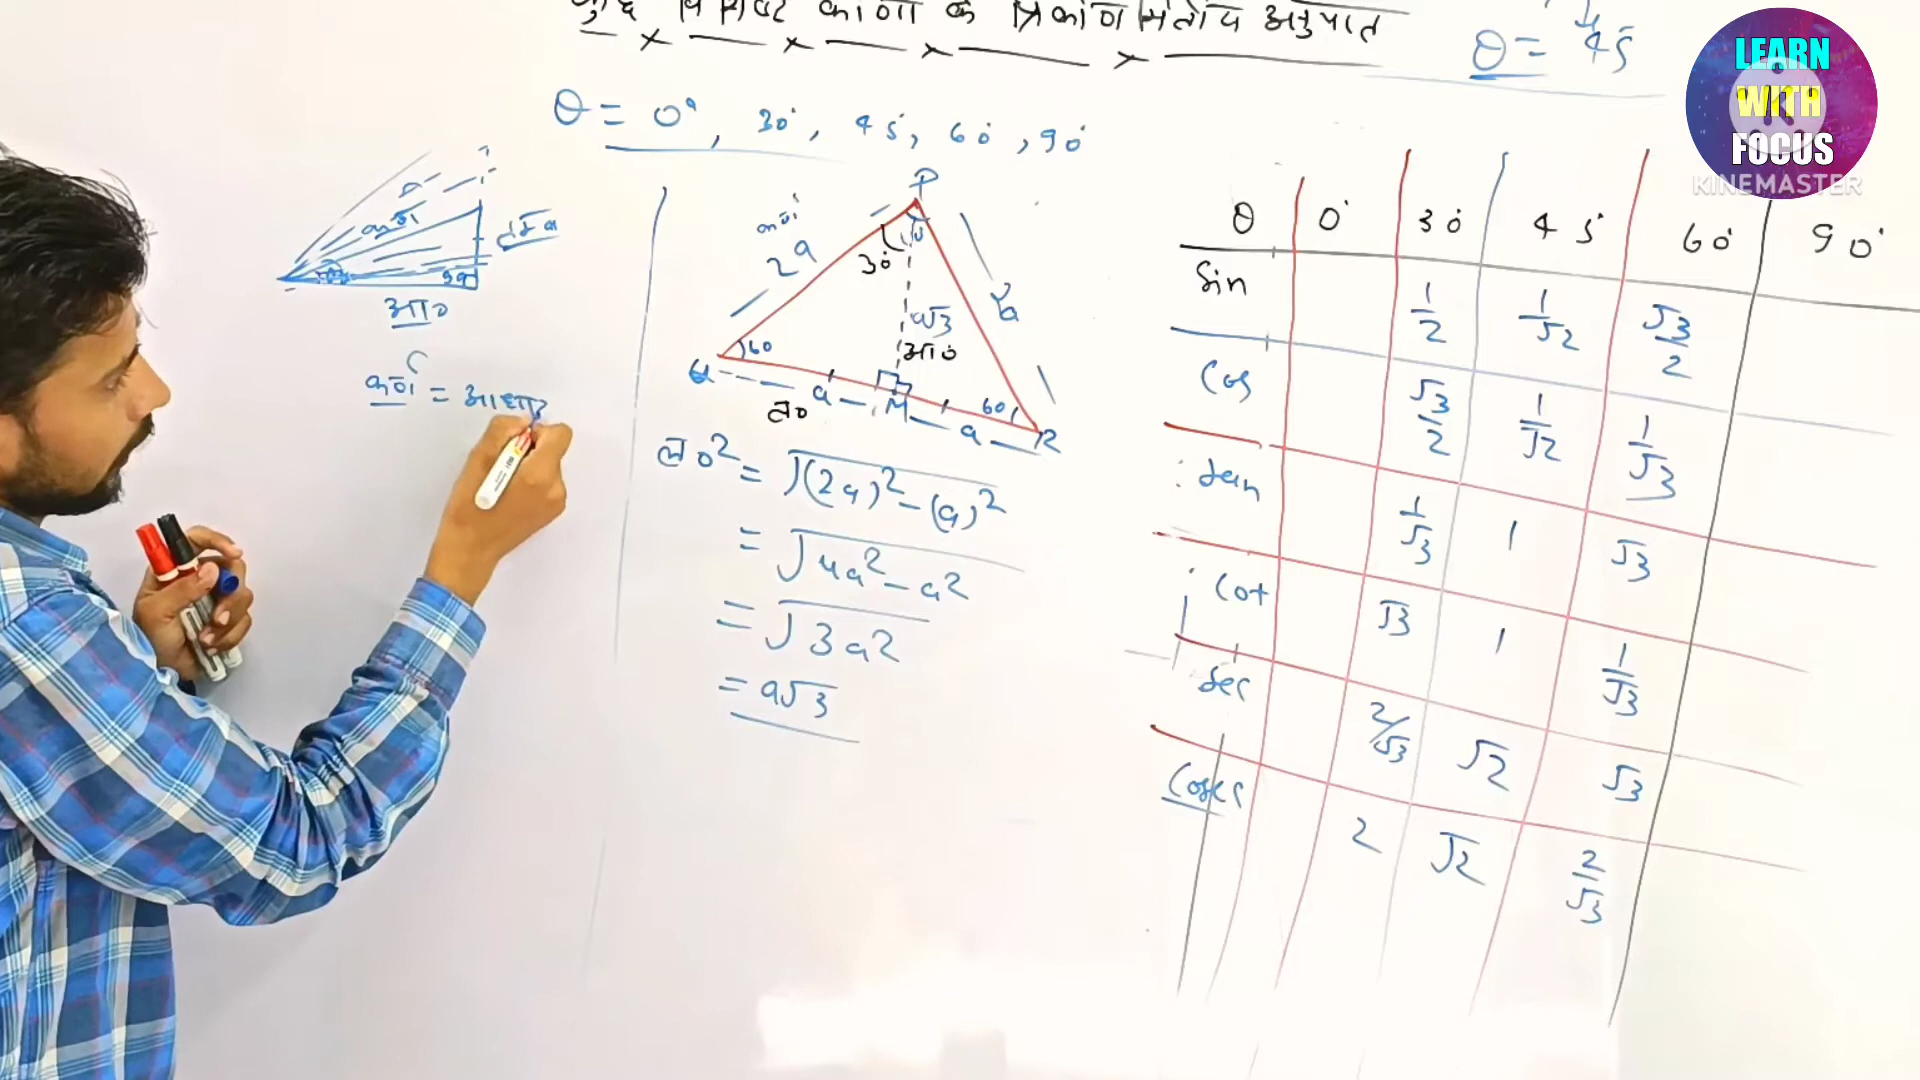 कुछ विशिष्ट कोणों के त्रिकोणमितीय अनुपात
θ = 45
LEARN
WITH
FOCUS
KINEMASTER
θ = 0°, 30°, 45°, 60°, 90°
कर्ण
लम्ब
90
आ०
कर्ण = आधार
P
कर्ण
2a
30°
2a
a√3
आ०
60
60
Q
a
M
a
R
ल०
ल०² = √(2a)² - (a)²
= √4a² - a²
= √3a²
= a√3
θ 0° 30° 45° 60° 90°
Sin 1/2 1/√2 √3/2
Cos √3/2 1/√2 1/√3
tan 1/√3 1 √3
Cot √3 1 1/√3
Sec 2/√3 √2 √3
Cosec 2 √2 2/√3